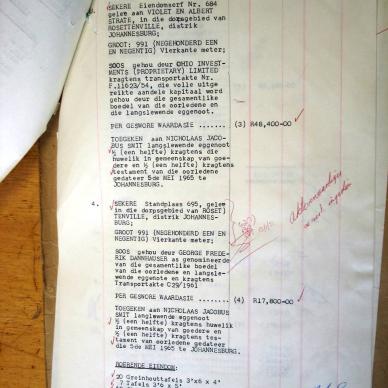 SEKERE Eiendomserf Nr. 684
geleë aan VIOLET EN ALBERT
STRATE, in die dorpsgebied van
ROSETTENVILLE, distrik
JOHANNESBURG;
GROOT: 991 (NEGEHONDERD EEN
EN NEGENTIG) Vierkante meter;
SOOS gehou deur OHIO INVEST-
MENTS (PROPRIETARY) LIMITED
kragtens transportakte Nr.
F.11623/54, die volle uitge
reikte aandele kapitaal word
gehou deur die gesamentlike
boedel van die oorledene en
die langslewende eggenoot.
PER GESWORE WAARDASIE ....... (3) R48,400-00
TOEGEKEN aan NICHOLAAS JACO-
BUS SMIT langslewende eggenoot
½ (een helfte) kragtens die
huwelik in gemeenskap van goe-
dere en ½ (een helfte) kragtens
testament van die oorledene
gedateer 5de MEI 1965 te
JOHANNESBURG.
4. SEKERE Standplaas 695, geleë
in die dorpsgebied van ROSET
TENVILLE, distrik JOHANNES-
BURG;
GROOT: 991 (NEGEHONDERD EEN EN
NEGENTIG) Vierkante meter;
SOOS gehou deur GEORGE FREDE-
RIK DANNHAUSER as genomineerde
van die gesamentlike boedel
van die oorledene en langsle-
wende eggenote en kragtens
Transportakte C29/1961
PER GESWORE WAARDASIE ....... (4) R17,800-00
TOEGEKEN aan NICHOLAAS JACOBUS
SMIT langslewende eggenoot
½ (een helfte) kragtens huwelik
in gemeenskap van goedere en
½ (een helfte) kragtens tes-
tament van die oorledene gedateer
die 5de MEI 1965 te JOHANNESBURG.
ROERENDE EIENDOM:
20 Greinhouttafels 3'x6 x 4"
7 Tafels 3'6 x 5'